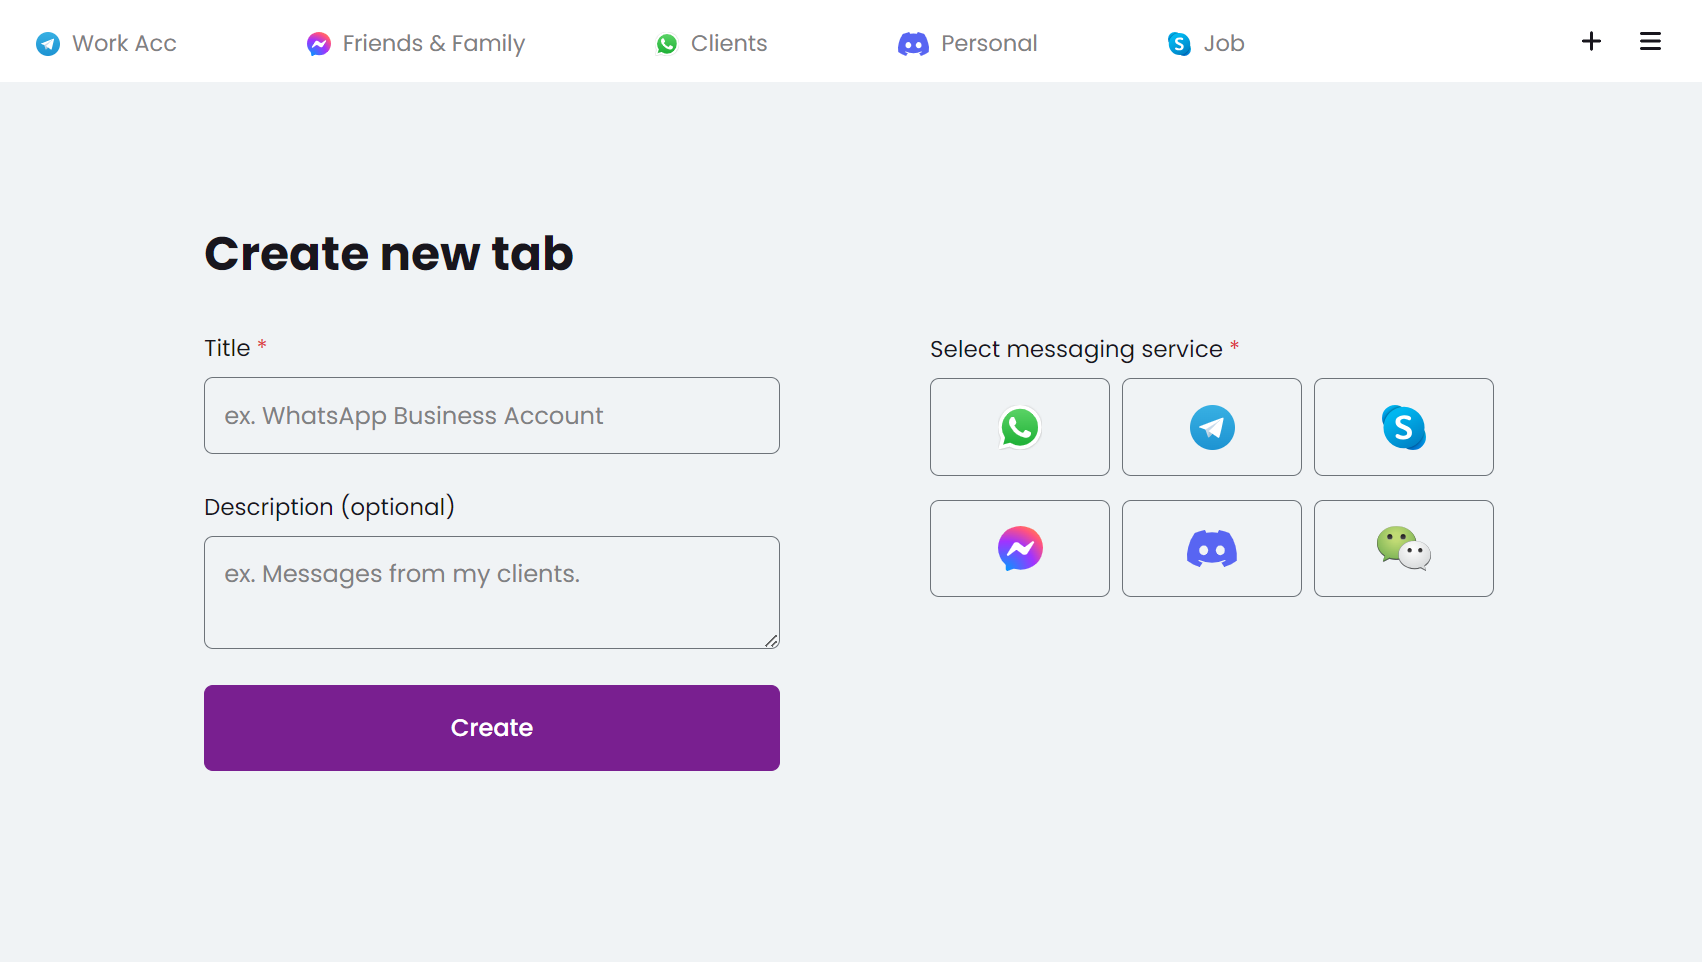 Work Acc
Friends & Family
Clients
Personal
S Job
Create new tab
Title *
ex. WhatsApp Business Account
Description (optional)
ex. Messages from my clients.
Create
Select messaging service *
S